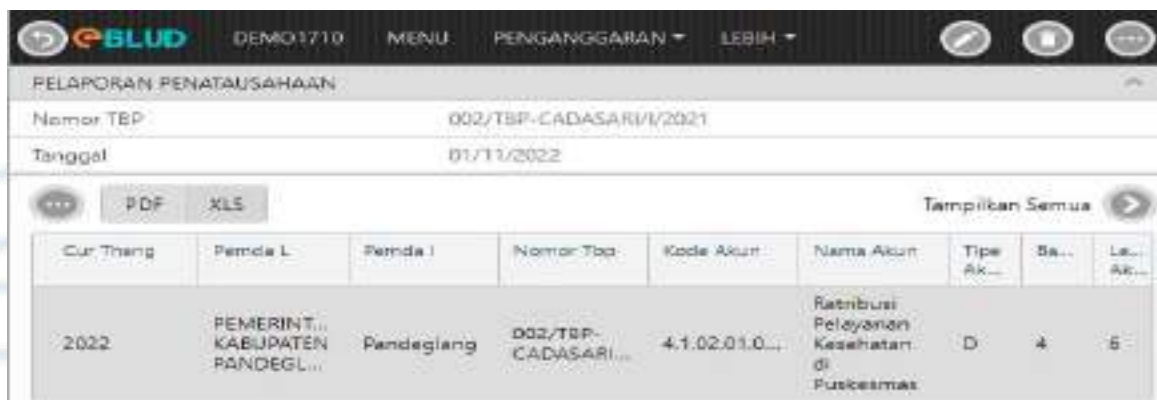 eBLUD DEMO1710 MENU PENGANGGARAN LEBIH
PELAPORAN PENATAUSAHAAN
Nomor TBP 002/TBP-CADASARI/I/2021
Tanggal 01/11/2022
PDF XLS Tampilkan Semua
Cur Thang Pemda L Pemda I Nomor Tbp Kode Akun Nama Akun Tipe Ak... Ba... Le... Ak...
2022 PEMERINT... KABUPATEN PANDEGL... Pandeglang 002/TBP-CADASARI... 4.1.02.01.0... Retribusi Pelayanan Kesehatan di Puskesmas D 4 6